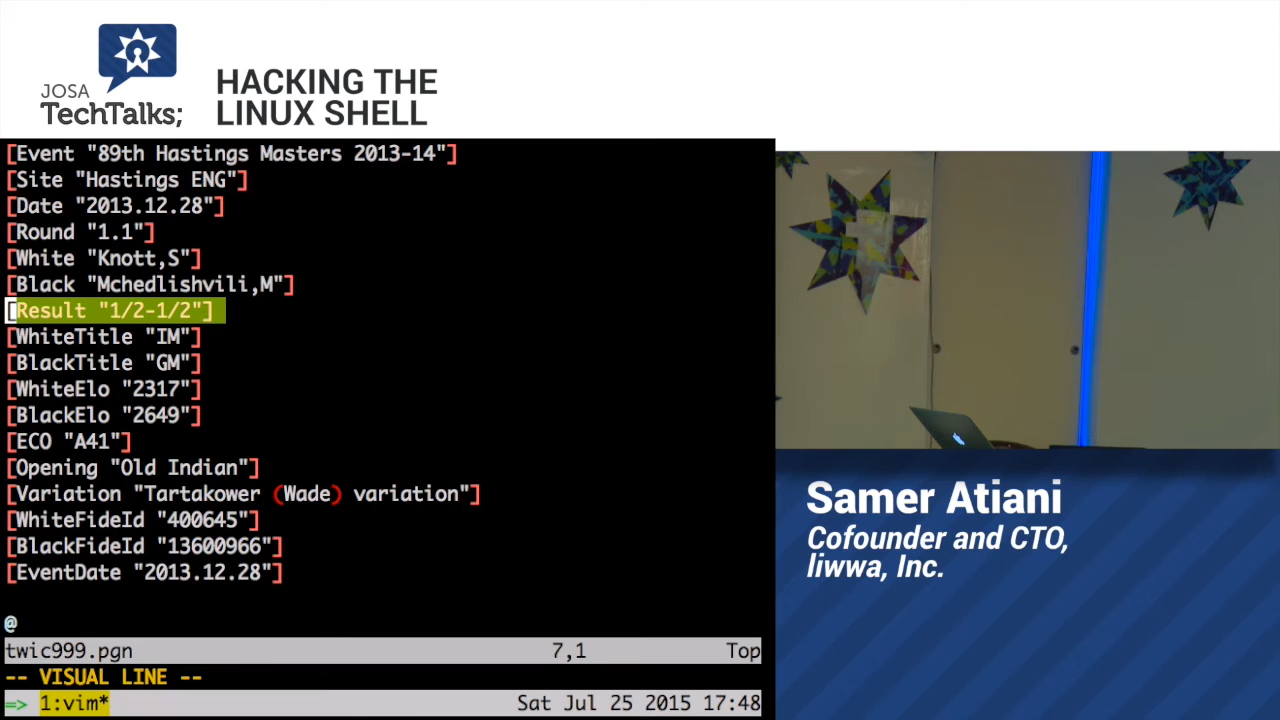 JOSA
TechTalks;
HACKING THE
LINUX SHELL
[Event "89th Hastings Masters 2013-14"]
[Site "Hastings ENG"]
[Date "2013.12.28"]
[Round "1.1"]
[White "Knott,S"]
[Black "Mchedlishvili,M"]
[Result "1/2-1/2"]
[WhiteTitle "IM"]
[BlackTitle "GM"]
[WhiteElo "2317"]
[BlackElo "2649"]
[ECO "A41"]
[Opening "Old Indian"]
[Variation "Tartakower (Wade) variation"]
[WhiteFideId "400645"]
[BlackFideId "13600966"]
[EventDate "2013.12.28"]
@
twic999.pgn 7,1 Top
-- VISUAL LINE --
=> 1:vim* Sat Jul 25 2015 17:48
Samer Atiani
Cofounder and CTO,
liwwa, Inc.